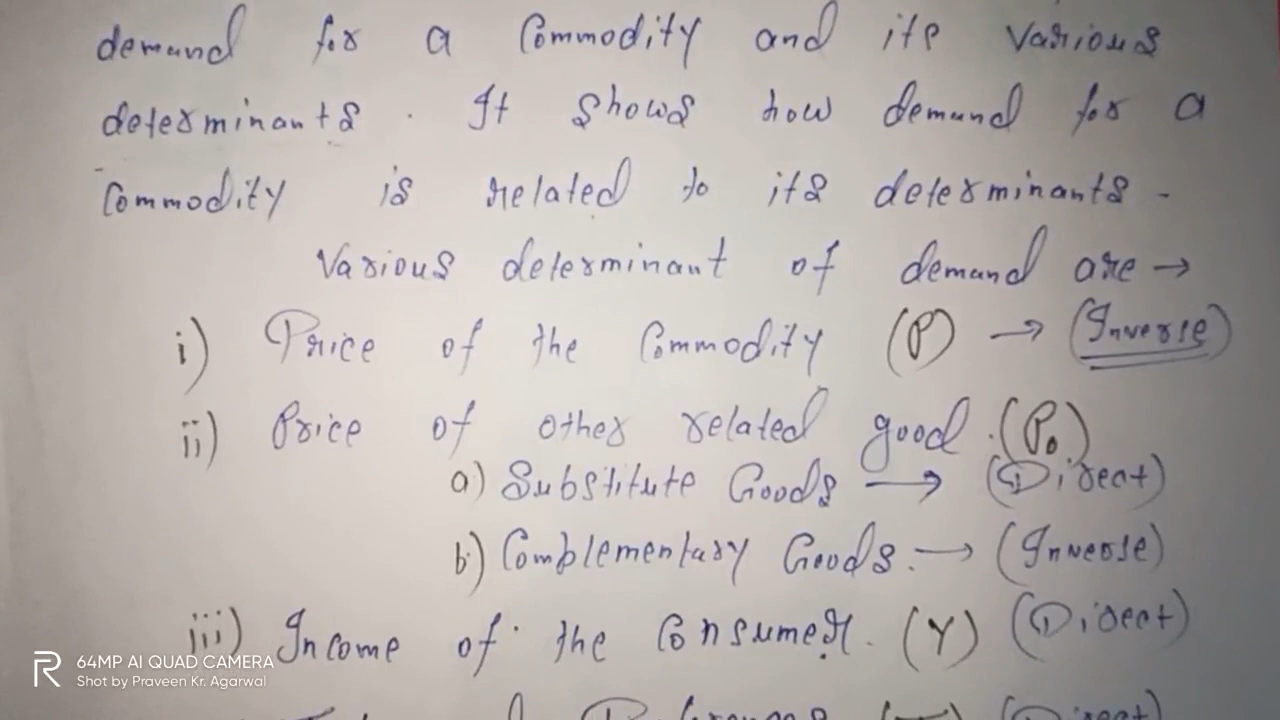 demand for a Commodity and its various
determinants. It shows how demand for a
Commodity is related to its determinants -
Various determinant of demand are →
i) Price of the Commodity (P) → (Inverse)
ii) Price of other related good. (P₀)
a) Substitute Goods → (Direct)
b) Complementary Goods. → (Inverse)
iii) Income of the Consumer. (Y) (Direct)
64MP AI QUAD CAMERA
Shot by Praveen Kr. Agarwal